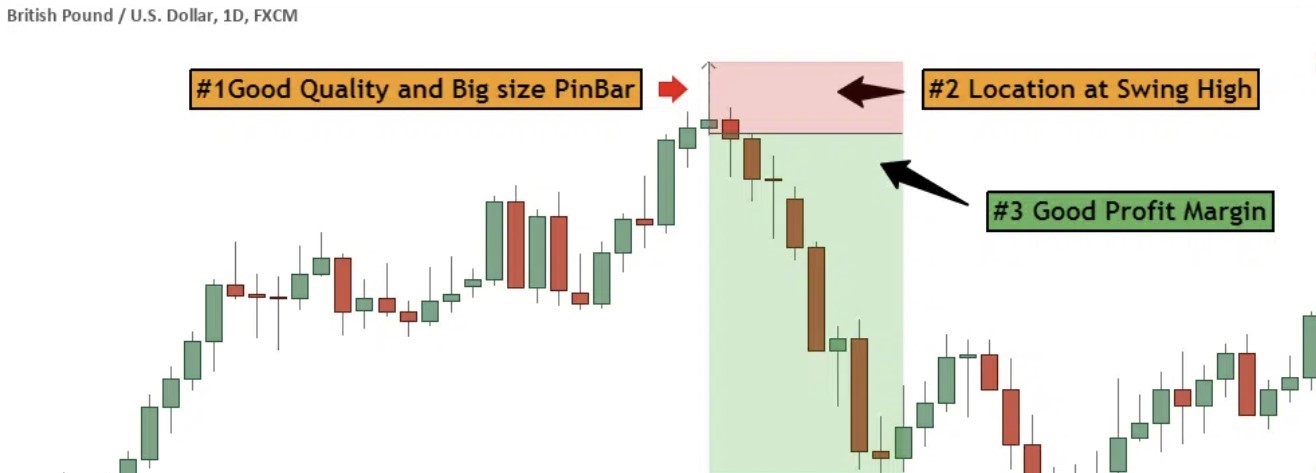 British Pound / U.S. Dollar, 1D, FXCM
#1Good Quality and Big size PinBar
#2 Location at Swing High
#3 Good Profit Margin